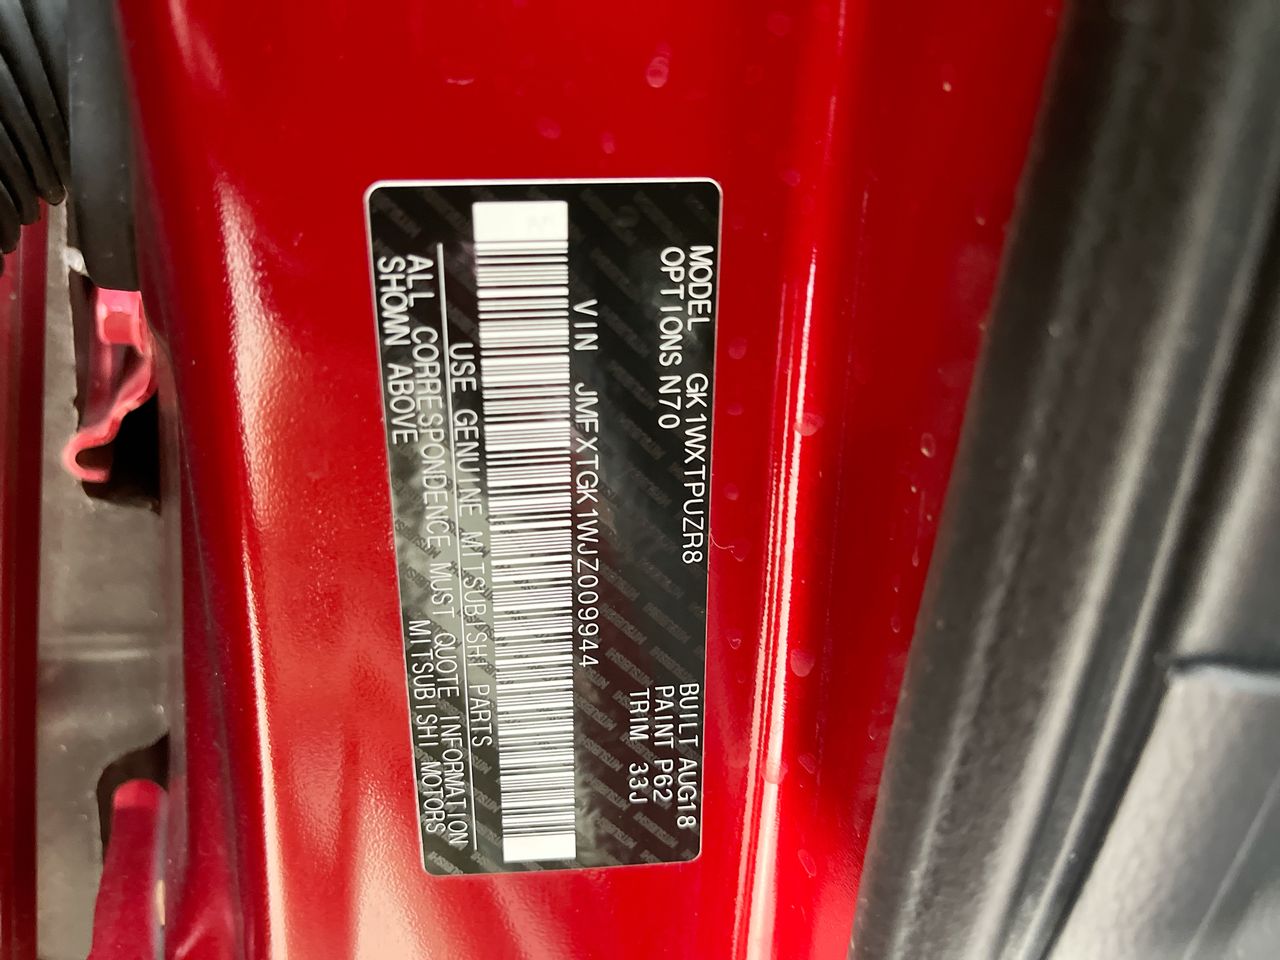 MODEL GK1WXTPUZR8
OPTIONS N70
BUILT AUG18
PAINT P62
TRIM 33J
VIN JMFXTGK1WJZ009944
USE GENUINE MITSUBISHI PARTS
ALL CORRESPONDENCE MUST QUOTE INFORMATION
SHOWN ABOVE
MITSUBISHI MOTORS